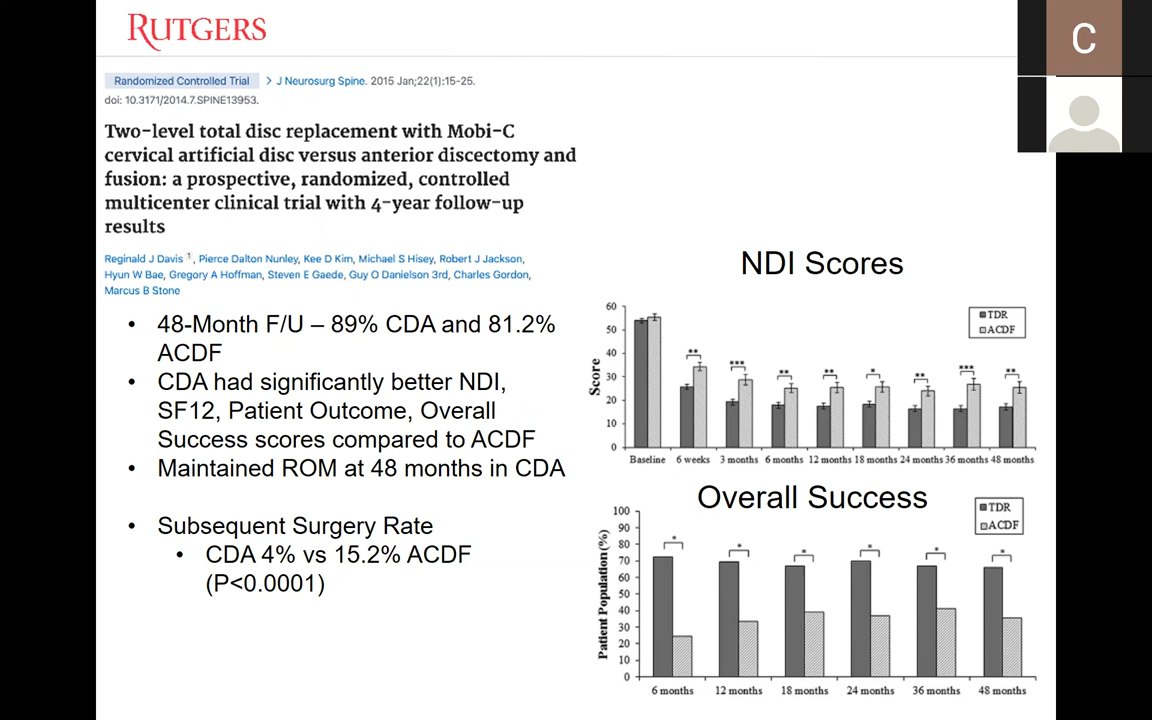 RUTGERS
C
Randomized Controlled Trial > J Neurosurg Spine. 2015 Jan;22(1):15-25.
doi: 10.3171/2014.7.SPINE13953.
Two-level total disc replacement with Mobi-C
cervical artificial disc versus anterior discectomy and
fusion: a prospective, randomized, controlled
multicenter clinical trial with 4-year follow-up
results
Reginald J Davis 1, Pierce Dalton Nunley, Kee D Kim, Michael S Hisey, Robert J Jackson,
Hyun W Bae, Gregory A Hoffman, Steven E Gaede, Guy O Danielson 3rd, Charles Gordon,
Marcus B Stone
• 48-Month F/U – 89% CDA and 81.2%
ACDF
• CDA had significantly better NDI,
SF12, Patient Outcome, Overall
Success scores compared to ACDF
• Maintained ROM at 48 months in CDA
• Subsequent Surgery Rate
• CDA 4% vs 15.2% ACDF
(P<0.0001)
NDI Scores
TDR
ACDF
Score
60
50
40
30
20
10
0
** *** ** ** * ** *** **
Baseline 6 weeks 3 months 6 months 12 months 18 months 24 months 36 months 48 months
Overall Success
TDR
ACDF
Patient Population (%)
100
90
80
70
60
50
40
30
20
10
0
* * * * * *
6 months 12 months 18 months 24 months 36 months 48 months